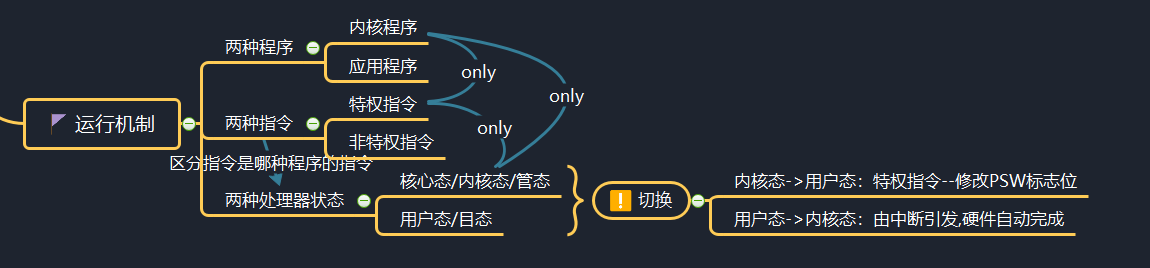 运行机制
两种程序
内核程序
应用程序
only
only
only
两种指令
特权指令
非特权指令
区分指令是哪种程序的指令
两种处理器状态
核心态/内核态/管态
用户态/目态
切换
内核态->用户态：特权指令--修改PSW标志位
用户态->内核态：由中断引发,硬件自动完成